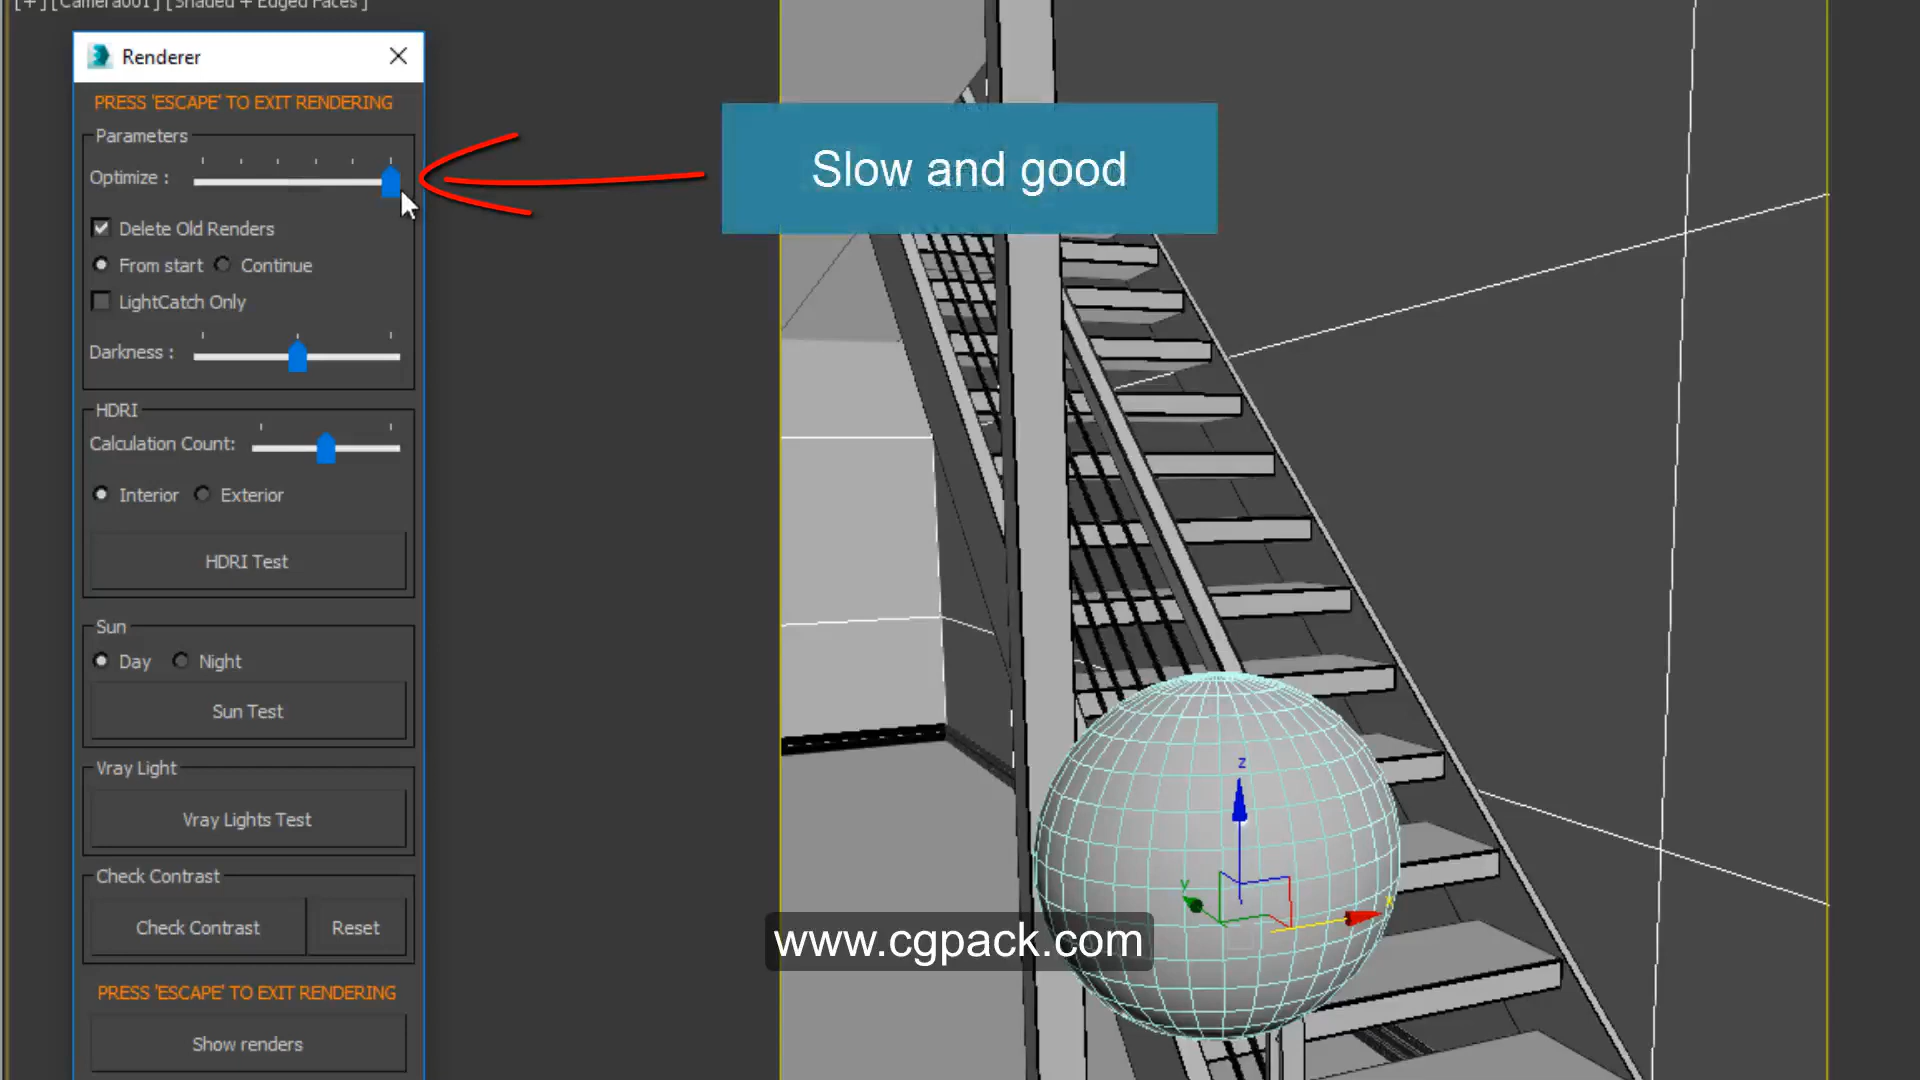 [+][Camera001][Shaded + Edged Faces]
Renderer
PRESS 'ESCAPE' TO EXIT RENDERING
Parameters
Optimize :
Slow and good
Delete Old Renders
From start Continue
LightCatch Only
Darkness :
HDRI
Calculation Count:
Interior Exterior
HDRI Test
Sun
Day Night
Sun Test
Vray Light
Vray Lights Test
Check Contrast
Check Contrast Reset
PRESS 'ESCAPE' TO EXIT RENDERING
Show renders
z
y
x
www.cgpack.com